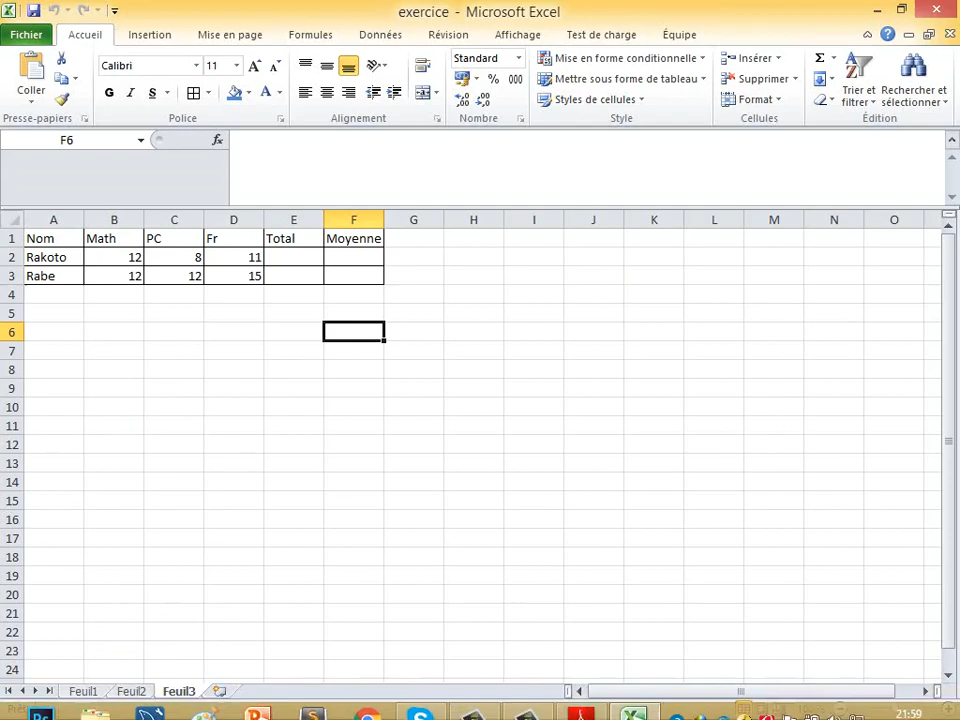 exercice - Microsoft Excel
Fichier Accueil Insertion Mise en page Formules Données Révision Affichage Test de charge Équipe
Coller
Presse-papiers
Calibri 11
G I S
Police
Alignement
Standard
% 000
Nombre
Mise en forme conditionnelle
Mettre sous forme de tableau
Styles de cellules
Style
Insérer
Supprimer
Format
Cellules
Σ
Trier et filtrer
Rechercher et sélectionner
Édition
F6 fx
A B C D E F G H I J K L M N O
1 Nom Math PC Fr Total Moyenne
2 Rakoto 12 8 11
3 Rabe 12 12 15
4
5
6
7
8
9
10
11
12
13
14
15
16
17
18
19
20
21
22
23
24
Feuil1 Feuil2 Feuil3
21:59